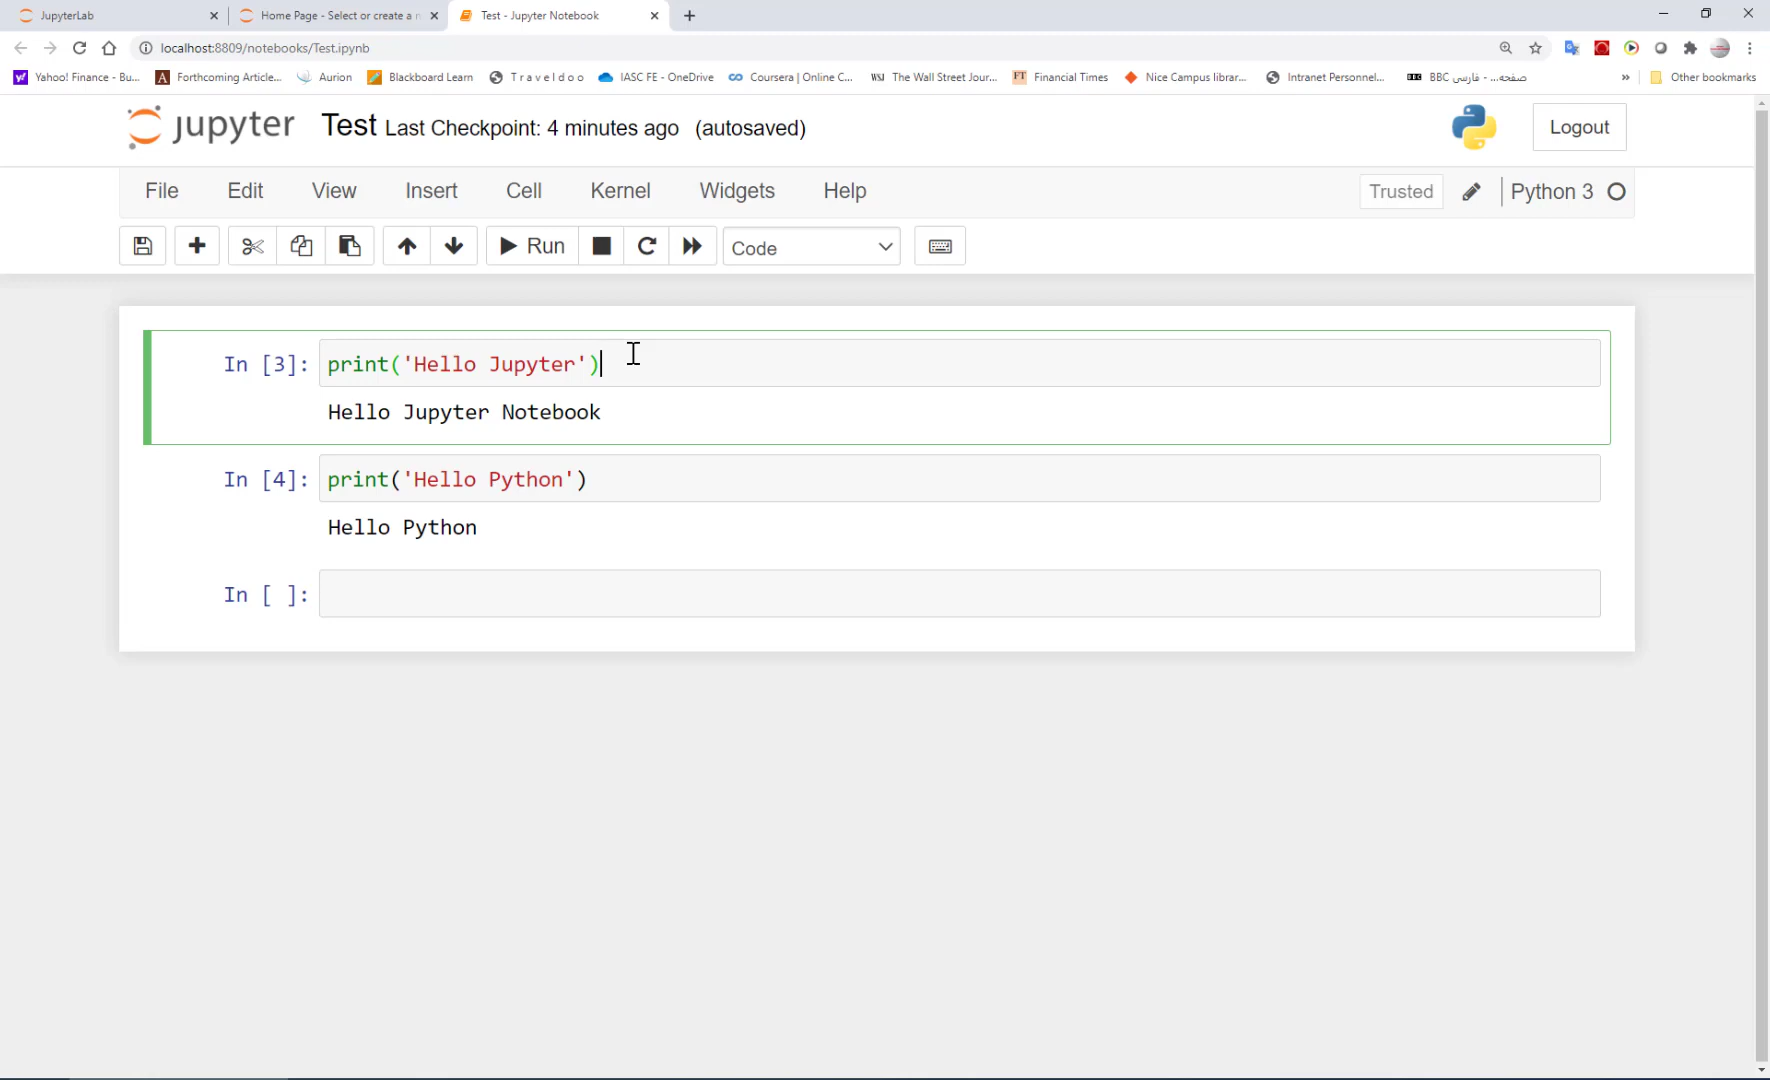 JupyterLab
Home Page - Select or create a n
Test - Jupyter Notebook
localhost:8809/notebooks/Test.ipynb
Yahoo! Finance - Bu...
Forthcoming Article...
Aurion
Blackboard Learn
T r a v e l d o o
IASC FE - OneDrive
Coursera | Online C...
WSJ The Wall Street Jour...
FT Financial Times
Nice Campus librar...
Intranet Personnel...
BBC صفحه... - BBC فارسی
»
Other bookmarks
jupyter Test Last Checkpoint: 4 minutes ago (autosaved)
Logout
File Edit View Insert Cell Kernel Widgets Help
Trusted Python 3
Run Code
In [3]: print('Hello Jupyter')
Hello Jupyter Notebook
In [4]: print('Hello Python')
Hello Python
In [ ]: